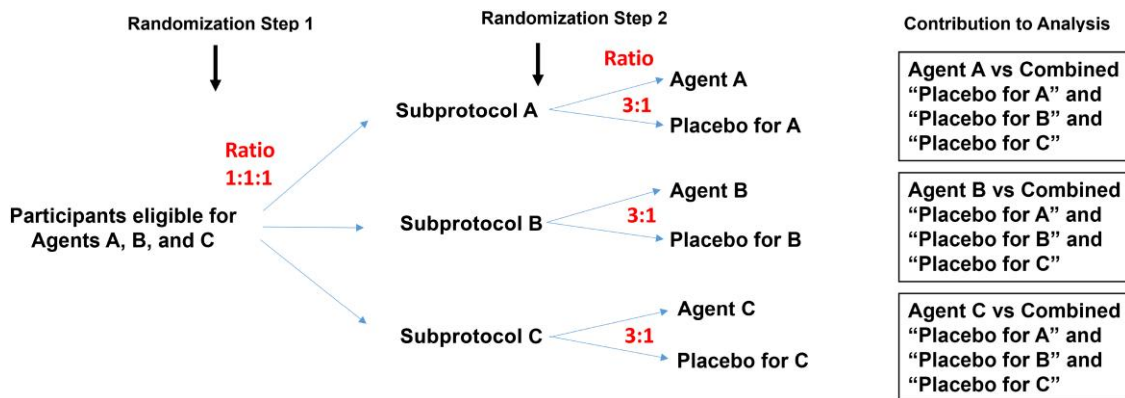 Randomization Step 1
Randomization Step 2
Contribution to Analysis
Ratio
1:1:1
Participants eligible for
Agents A, B, and C
Subprotocol A
Ratio
3:1
Agent A
Placebo for A
Subprotocol B
3:1
Agent B
Placebo for B
Subprotocol C
3:1
Agent C
Placebo for C
Agent A vs Combined
“Placebo for A” and
“Placebo for B” and
“Placebo for C”
Agent B vs Combined
“Placebo for A” and
“Placebo for B” and
“Placebo for C”
Agent C vs Combined
“Placebo for A” and
“Placebo for B” and
“Placebo for C”